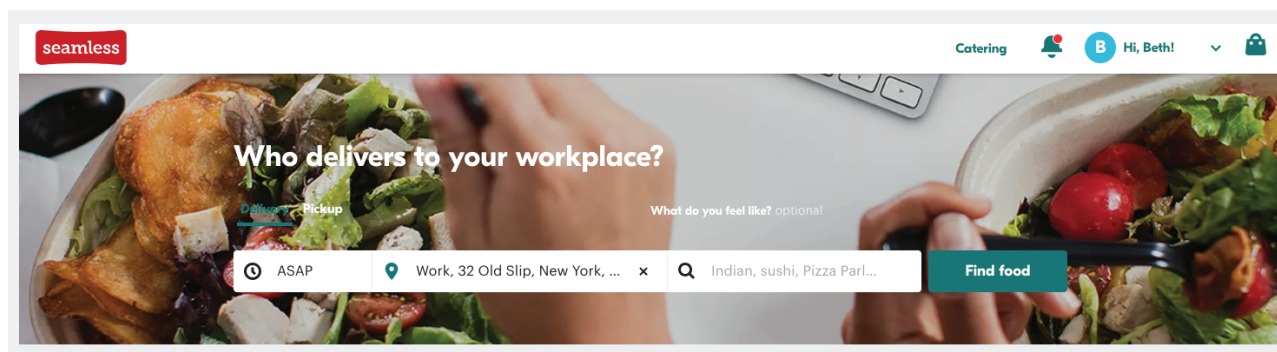 seamless
Catering
B
Hi, Beth!
Who delivers to your workplace?
Delivery
Pickup
What do you feel like? optional
ASAP
Work, 32 Old Slip, New York, ...
×
Indian, sushi, Pizza Parl...
Find food